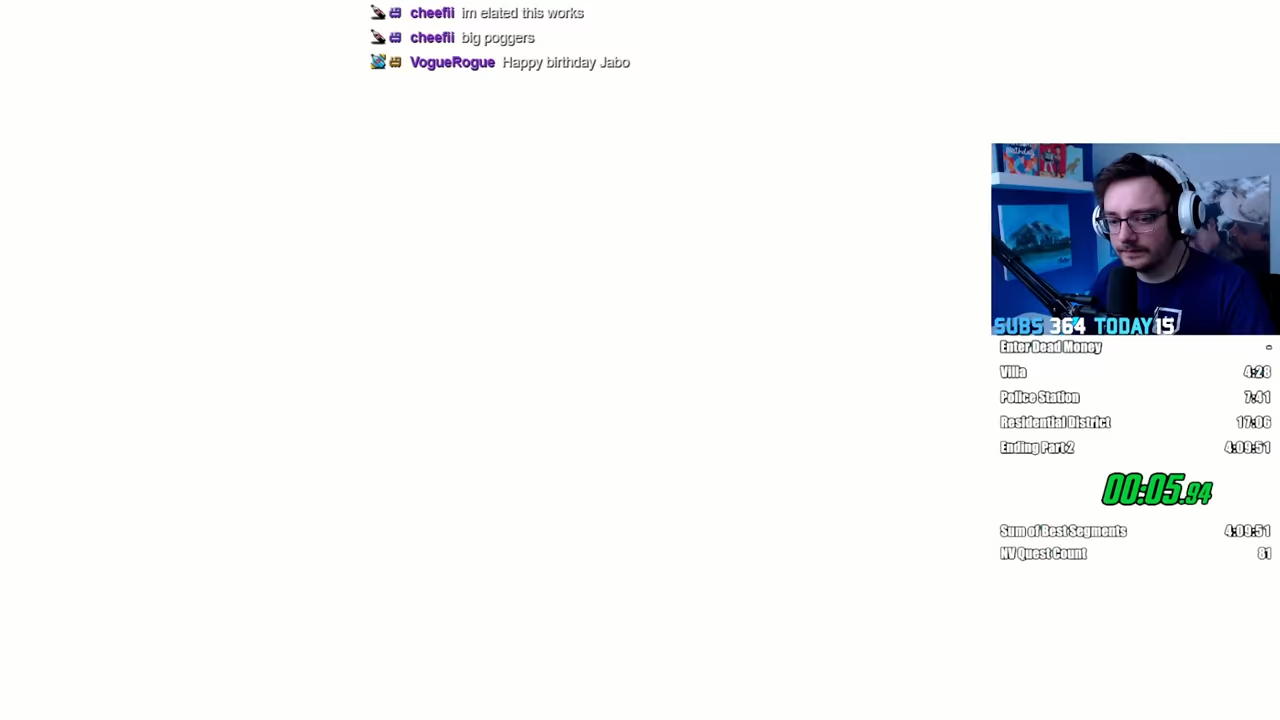 cheefii im elated this works
cheefii big poggers
VogueRogue Happy birthday Jabo
SUBS 364 TODAY 15
Enter Dead Money -
Villa 4:28
Police Station 7:41
Residential District 17:06
Ending Part 2 4:09:51
00:05.94
Sum of Best Segments 4:09:51
NV Quest Count 81